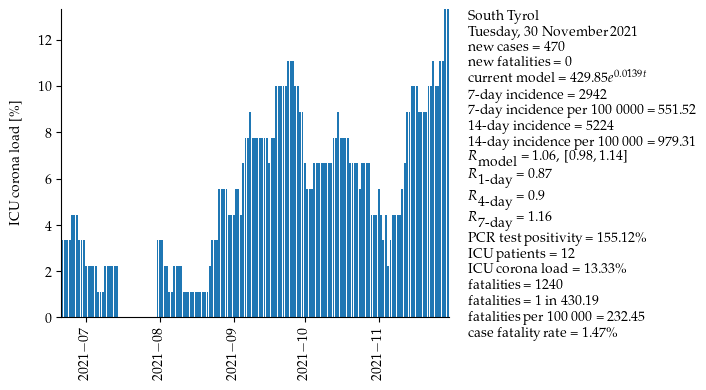 South Tyrol
Tuesday, 30 November 2021
new cases = 470
new fatalities = 0
current model = 429.85e^0.0139t
7-day incidence = 2942
7-day incidence per 100 0000 = 551.52
14-day incidence = 5224
14-day incidence per 100 000 = 979.31
R_model = 1.06, [0.98, 1.14]
R_1-day = 0.87
R_4-day = 0.9
R_7-day = 1.16
PCR test positivity = 155.12%
ICU patients = 12
ICU corona load = 13.33%
fatalities = 1240
fatalities = 1 in 430.19
fatalities per 100 000 = 232.45
case fatality rate = 1.47%
ICU corona load [%]
12
10
8
6
4
2
0
2021−07
2021−08
2021−09
2021−10
2021−11